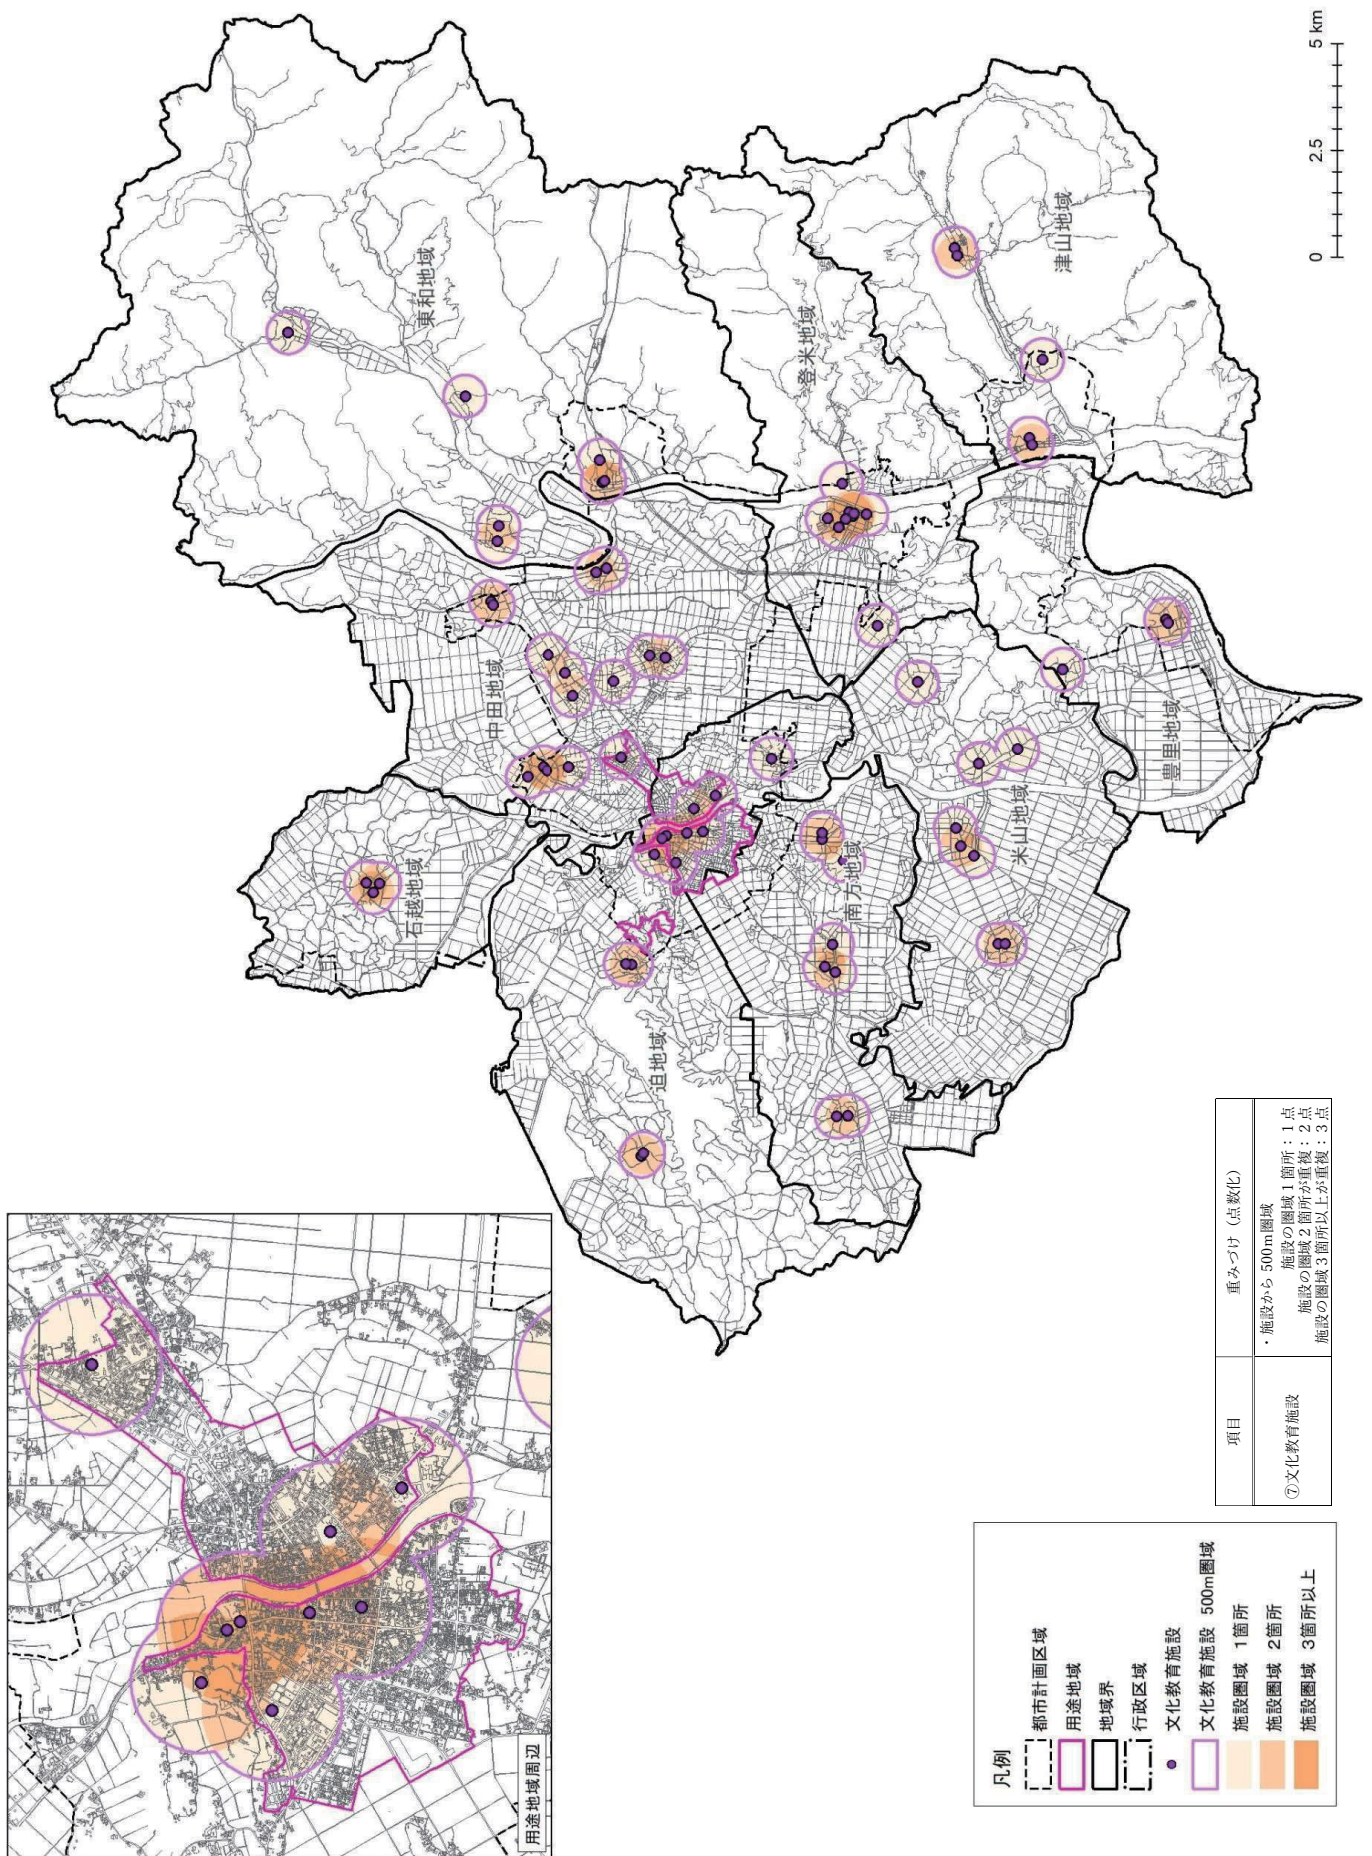 用途地域周辺
石越地域
中田地域
東和地域
迫地域
南方地域
登米地域
米山地域
豊里地域
津山地域
0 2.5 5 km
凡例
都市計画区域
用途地域
地域界
行政区域
文化教育施設
文化教育施設 500m圏域
施設圏域 1箇所
施設圏域 2箇所
施設圏域 3箇所以上
項目 重みづけ（点数化）
⑦文化教育施設
・施設から 500m圏域
施設の圏域 1 箇所：1 点
施設の圏域 2 箇所が重複：2 点
施設の圏域 3 箇所以上が重複：3 点